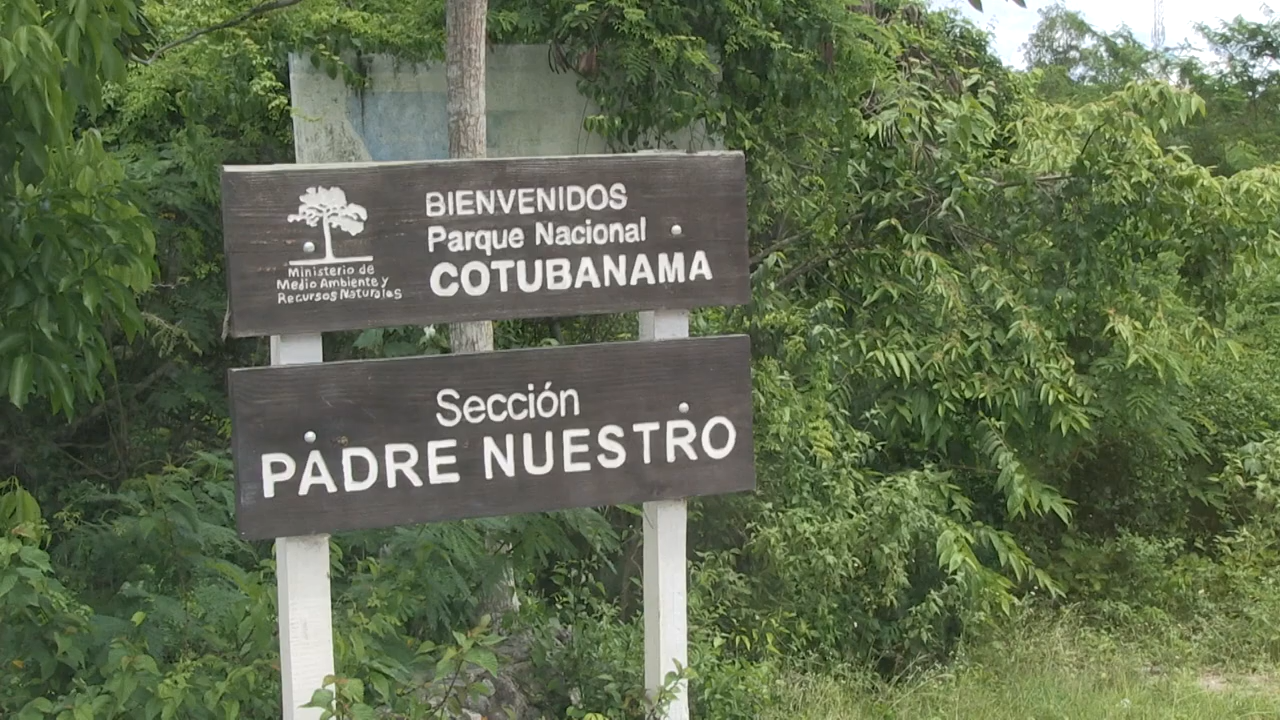 BIENVENIDOS
Parque Nacional
COTUBANAMA
Ministerio de
Medio Ambiente y
Recursos Naturales
Sección
PADRE NUESTRO